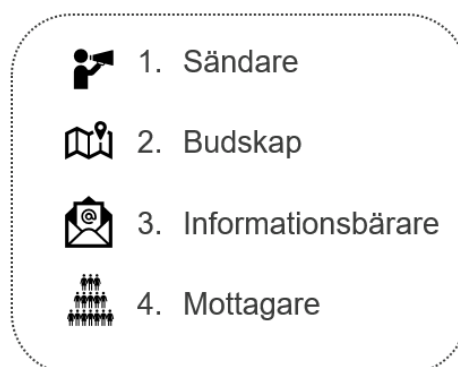 1. Sändare
2. Budskap
@
3. Informationsbärare
4. Mottagare